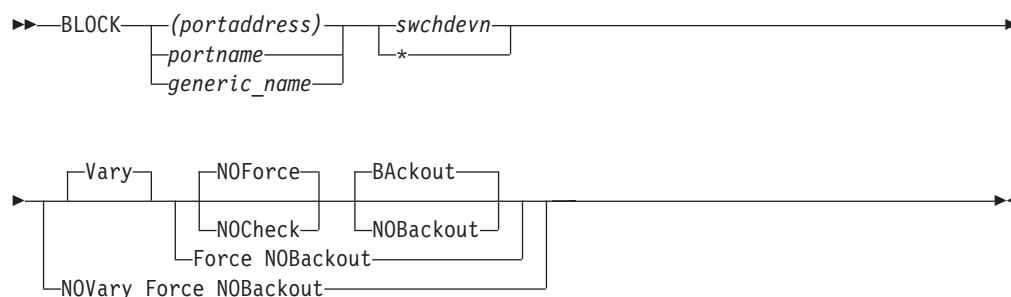 BLOCK (portaddress) swchdevn
portname *
generic_name
Vary NOForce BAckout
NOCheck NOBackout
Force NOBackout
NOVary Force NOBackout